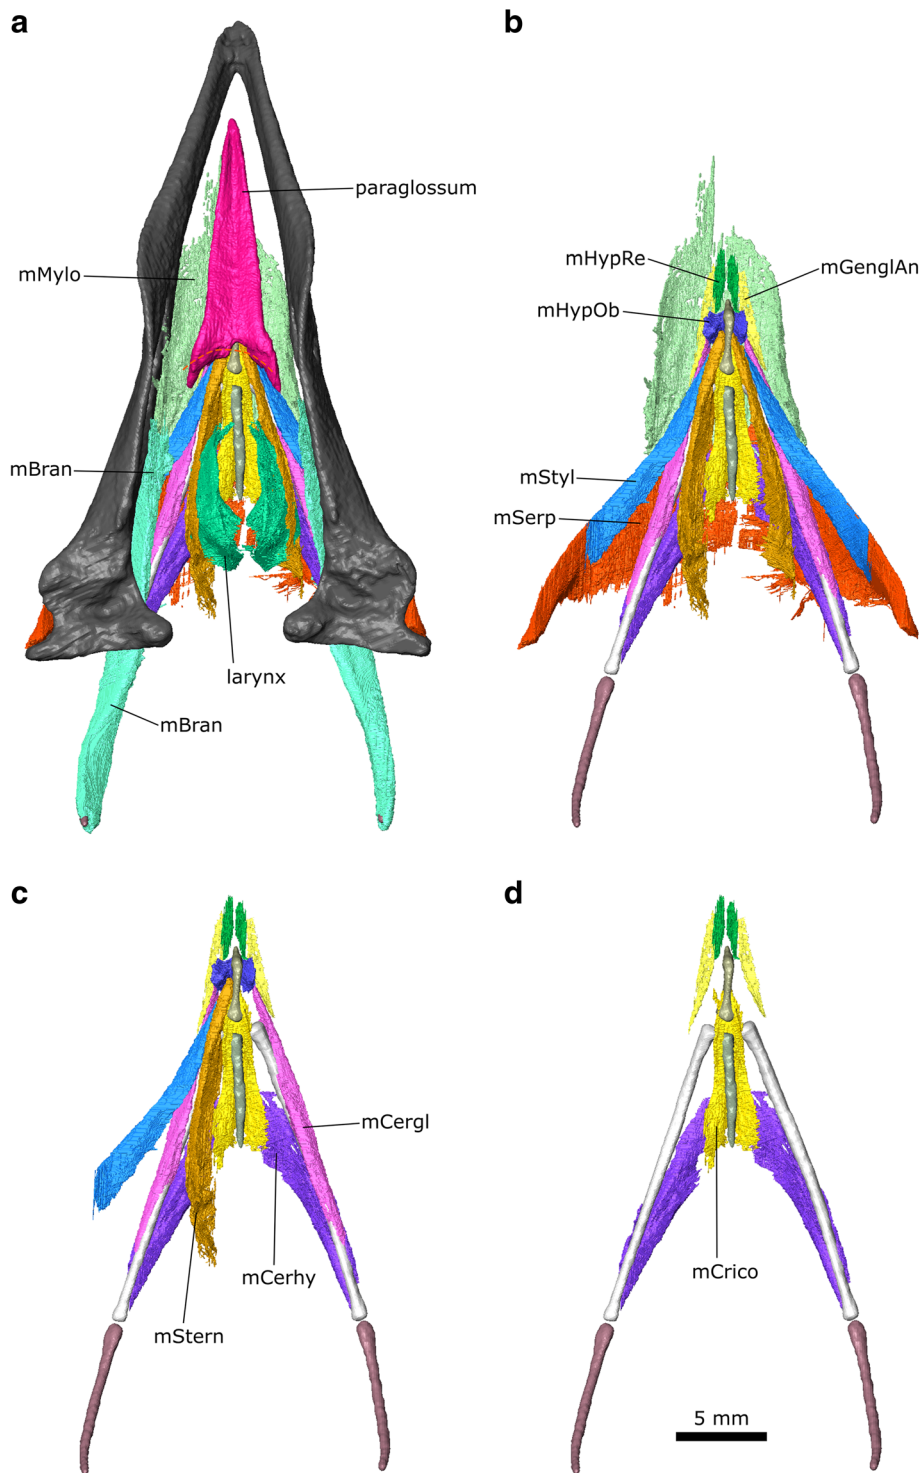 a
b
paraglossum
mMylo
mBran
larynx
mBran
mHypRe
mGenglAn
mHypOb
mStyl
mSerp
c
d
mCergl
mCerhy
mStern
mCrico
5 mm